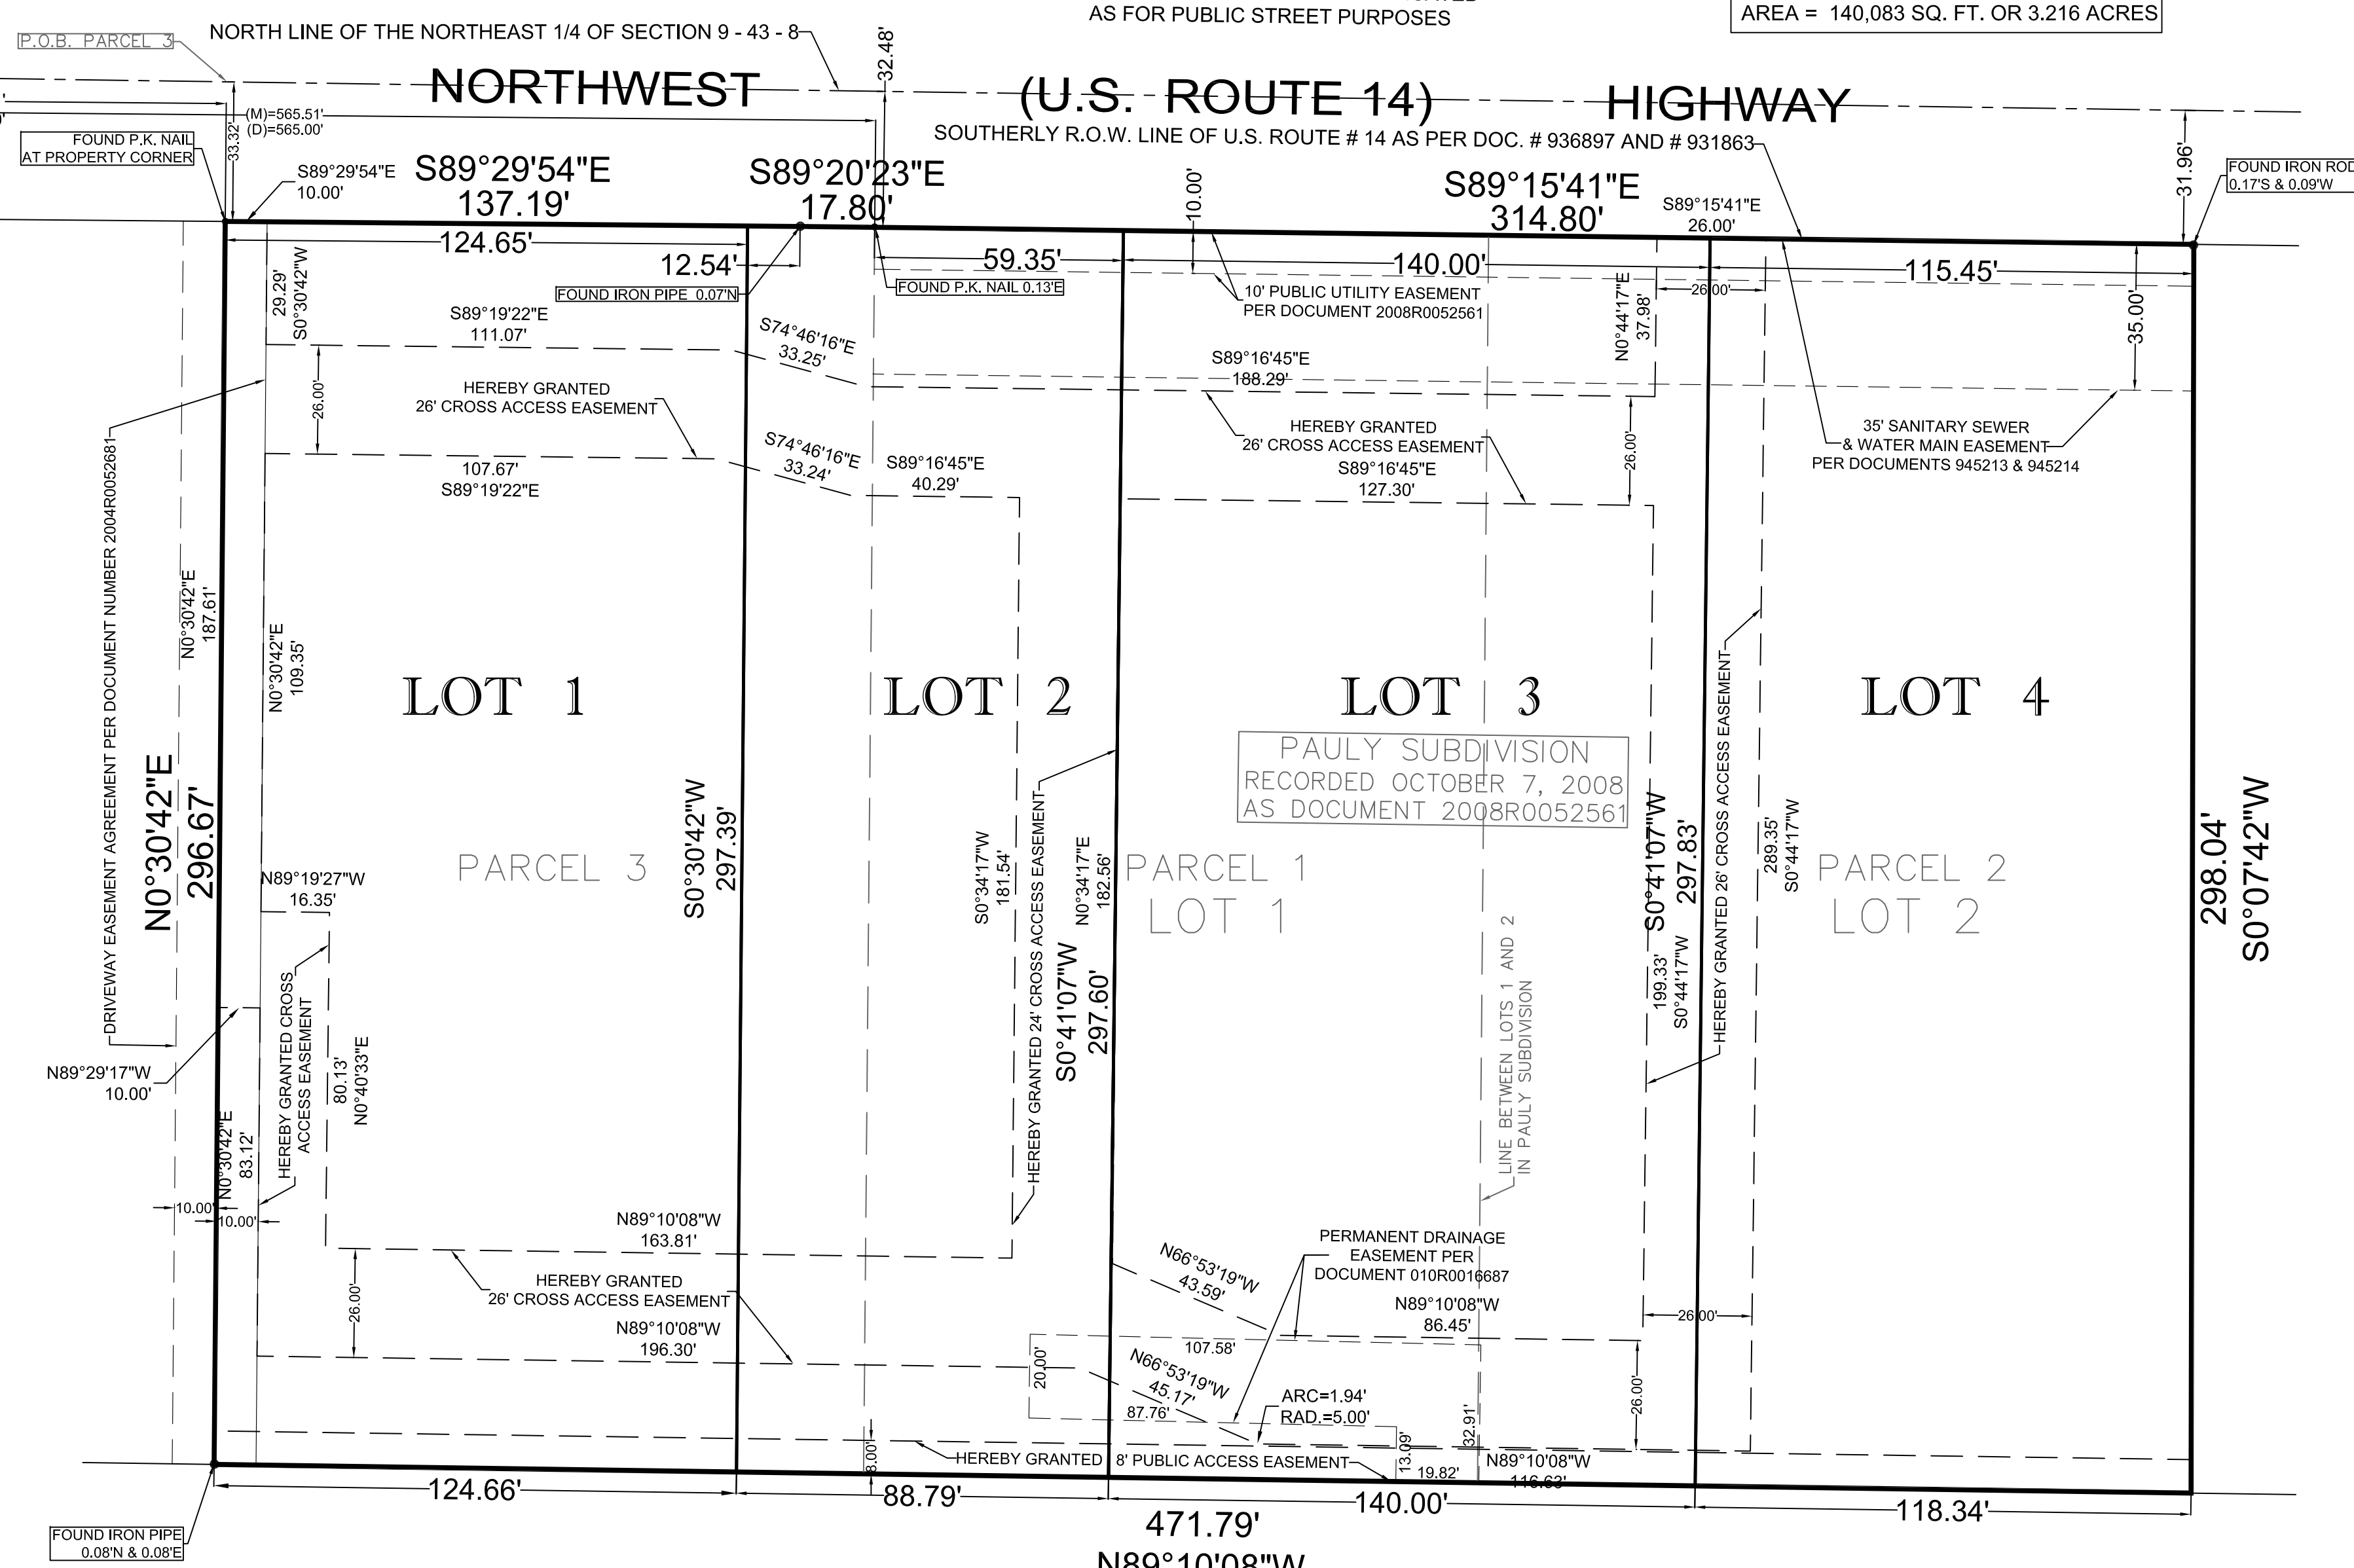 AS FOR PUBLIC STREET PURPOSES
AREA = 140,083 SQ. FT. OR 3.216 ACRES
P.O.B. PARCEL 3
NORTH LINE OF THE NORTHEAST 1/4 OF SECTION 9 - 43 - 8
32.48'
NORTHWEST (U.S. ROUTE 14) HIGHWAY
(M)=565.51'
(D)=565.00'
33.32'
SOUTHERLY R.O.W. LINE OF U.S. ROUTE # 14 AS PER DOC. # 936897 AND # 931863
31.96'
FOUND P.K. NAIL
AT PROPERTY CORNER
FOUND IRON ROD
0.17'S & 0.09'W
S89°29'54"E
10.00'
S89°29'54"E
137.19'
S89°20'23"E
17.80'
10.00'
S89°15'41"E
314.80'
S89°15'41"E
26.00'
124.65'
12.54'
59.35'
140.00'
115.45'
FOUND IRON PIPE 0.07'N
FOUND P.K. NAIL 0.13'E
10' PUBLIC UTILITY EASEMENT
PER DOCUMENT 2008R0052561
26.00'
N0°44'17"E
37.98'
35.00'
29.29'
S0°30'42"W
S89°19'22"E
111.07'
S74°46'16"E
33.25'
S89°16'45"E
188.29'
26.00'
HEREBY GRANTED
26' CROSS ACCESS EASEMENT
HEREBY GRANTED
26' CROSS ACCESS EASEMENT
26.00'
35' SANITARY SEWER
& WATER MAIN EASEMENT
PER DOCUMENTS 945213 & 945214
107.67'
S89°19'22"E
S74°46'16"E
33.24'
S89°16'45"E
40.29'
S89°16'45"E
127.30'
DRIVEWAY EASEMENT AGREEMENT PER DOCUMENT NUMBER 2004R0052681
N0°30'42"E
187.61'
N0°30'42"E
109.35'
LOT 1
LOT 2
LOT 3
LOT 4
PAULY SUBDIVISION
RECORDED OCTOBER 7, 2008
AS DOCUMENT 2008R0052561
N0°30'42"E
296.67'
S0°30'42"W
297.39'
S0°34'17"W
181.54'
HEREBY GRANTED 24' CROSS ACCESS EASEMENT
N0°34'17"E
182.56'
S0°41'07"W
297.60'
S0°41'07"W
297.83'
199.33'
S0°44'17"W
HEREBY GRANTED 26' CROSS ACCESS EASEMENT
289.35'
S0°44'17"W
298.04'
S0°07'42"W
PARCEL 3
PARCEL 1
LOT 1
PARCEL 2
LOT 2
N89°19'27"W
16.35'
LINE BETWEEN LOTS 1 AND 2
IN PAULY SUBDIVISION
HEREBY GRANTED CROSS
ACCESS EASEMENT
80.13'
N0°40'33"E
N89°29'17"W
10.00'
N0°30'42"E
83.12'
10.00'
10.00'
N89°10'08"W
163.81'
HEREBY GRANTED
26' CROSS ACCESS EASEMENT
26.00'
N89°10'08"W
196.30'
N66°53'19"W
43.59'
PERMANENT DRAINAGE
EASEMENT PER
DOCUMENT 010R0016687
N89°10'08"W
86.45'
26.00'
107.58'
20.00'
N66°53'19"W
45.17'
87.76'
ARC=1.94'
RAD.=5.00'
32.91'
26.00'
13.09'
8.00'
HEREBY GRANTED 8' PUBLIC ACCESS EASEMENT
19.82'
N89°10'08"W
116.63'
124.66'
88.79'
140.00'
118.34'
471.79'
N89°10'08"W
FOUND IRON PIPE
0.08'N & 0.08'E